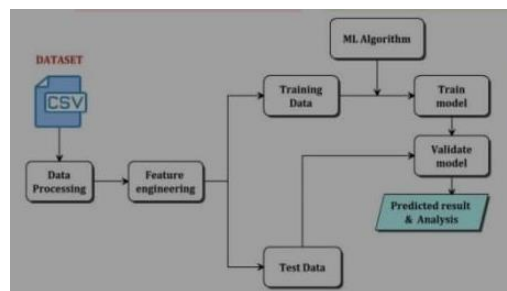 ML Algorithm
DATASET
CSV
Training
Data
Train
model
Data
Processing
Feature
engineering
Validate
model
Predicted result
& Analysis
Test Data